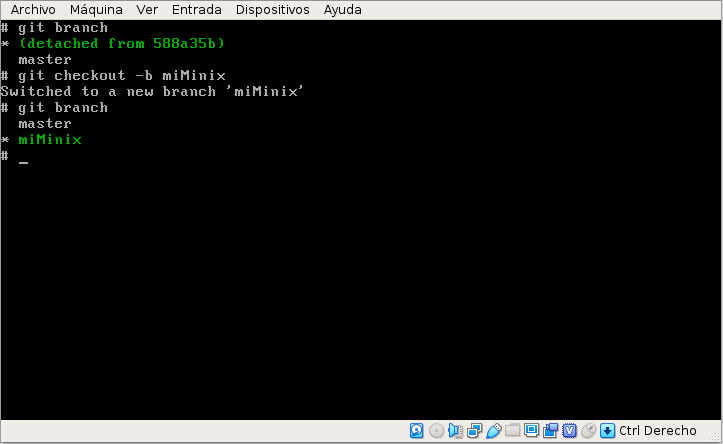 Archivo Máquina Ver Entrada Dispositivos Ayuda
# git branch
* (detached from 588a35b)
  master
# git checkout -b miMinix
Switched to a new branch 'miMinix'
# git branch
  master
* miMinix
# _
Ctrl Derecho